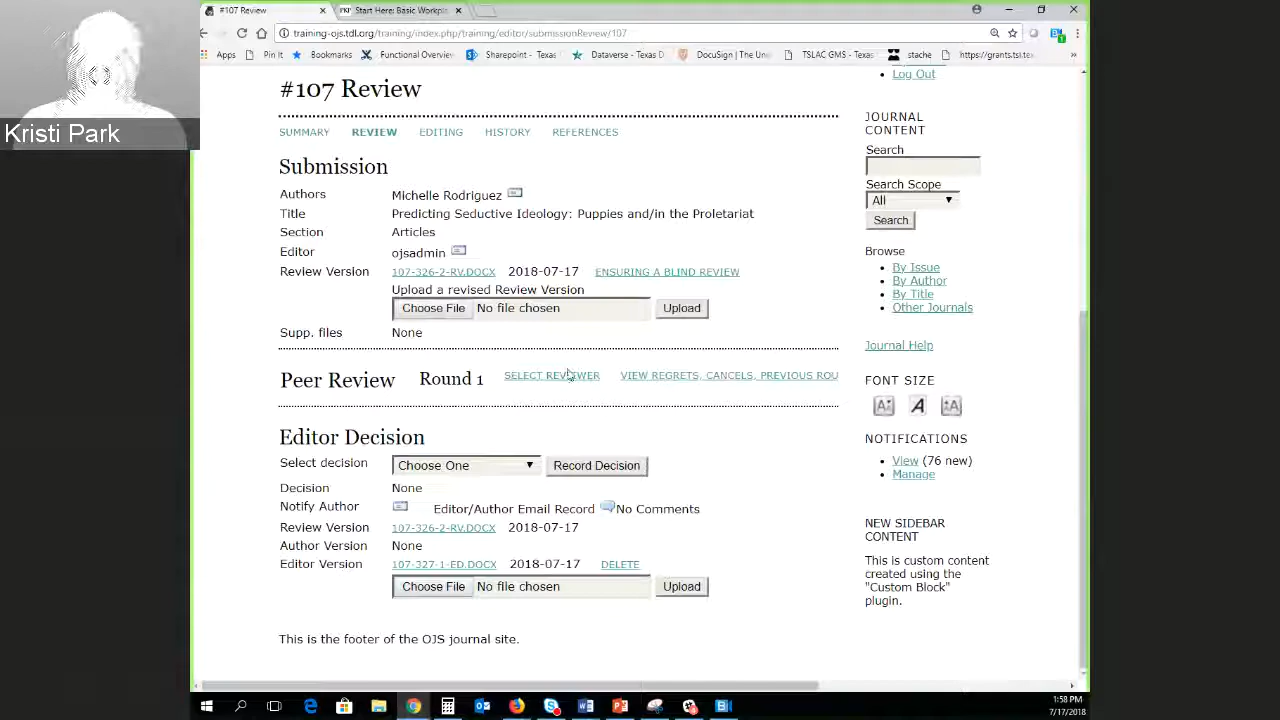 #107 Review
Start Here: Basic Workpl
training-ojs.tdl.org/training/index.php/training/editor/submissionReview/107
Apps Pin It Bookmarks Functional Overview Sharepoint - Texas Dataverse - Texas D DocuSign | The Univ TSLAC GMS - Texas stache https://grants.tsl.tex »
Kristi Park
#107 Review
SUMMARY REVIEW EDITING HISTORY REFERENCES
Submission
Authors Michelle Rodriguez
Title Predicting Seductive Ideology: Puppies and/in the Proletariat
Section Articles
Editor ojsadmin
Review Version 107-326-2-RV.DOCX 2018-07-17 ENSURING A BLIND REVIEW
Upload a revised Review Version
Choose File No file chosen Upload
Supp. files None
Peer Review Round 1 SELECT REVIEWER VIEW REGRETS, CANCELS, PREVIOUS ROU
Editor Decision
Select decision Choose One Record Decision
Decision None
Notify Author Editor/Author Email Record No Comments
Review Version 107-326-2-RV.DOCX 2018-07-17
Author Version None
Editor Version 107-327-1-ED.DOCX 2018-07-17 DELETE
Choose File No file chosen Upload
This is the footer of the OJS journal site.
Log Out
JOURNAL
CONTENT
Search
Search Scope
All
Search
Browse
By Issue
By Author
By Title
Other Journals
Journal Help
FONT SIZE
A A A
NOTIFICATIONS
View (76 new)
Manage
NEW SIDEBAR
CONTENT
This is custom content
created using the
"Custom Block"
plugin.
1:58 PM
7/17/2018